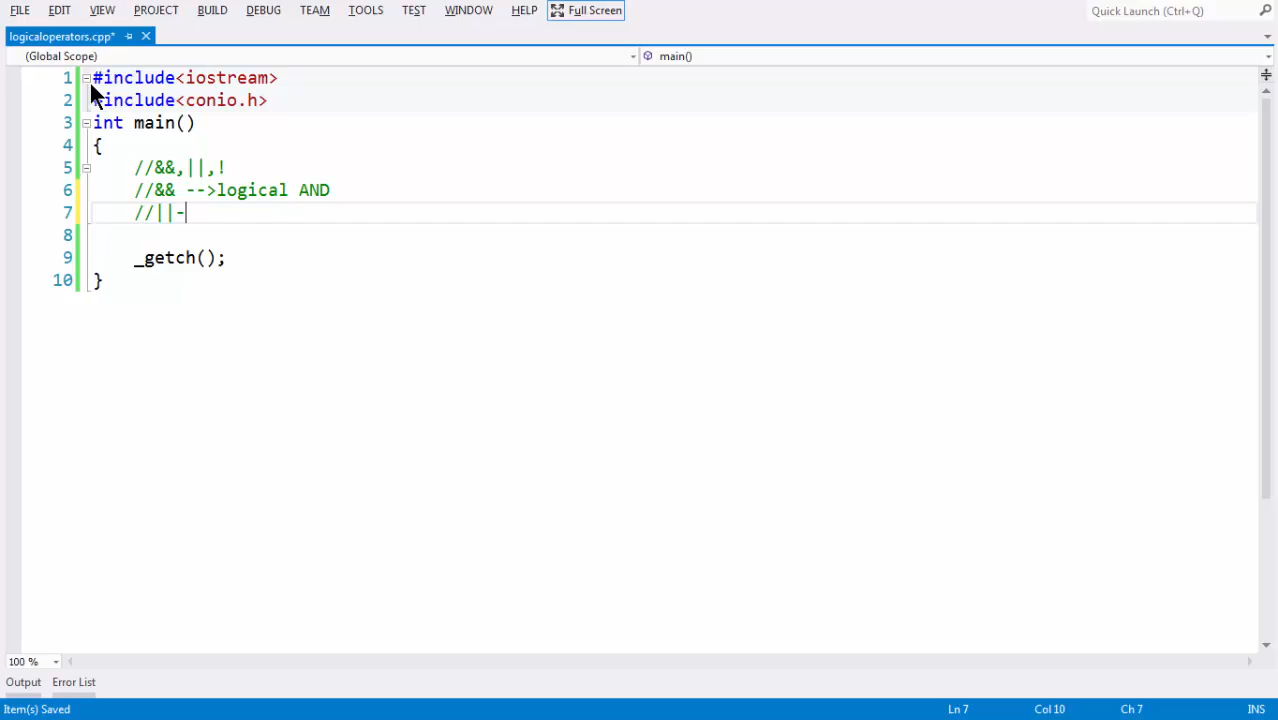 FILE EDIT VIEW PROJECT BUILD DEBUG TEAM TOOLS TEST WINDOW HELP Full Screen Quick Launch (Ctrl+Q)
logicaloperators.cpp*
(Global Scope) main()
1 #include<iostream>
2 #include<conio.h>
3 int main()
4 {
5 //&&,||,!
6 //&& -->logical AND
7 //||-
8
9 _getch();
10 }
100 %
Output Error List
Item(s) Saved Ln 7 Col 10 Ch 7 INS